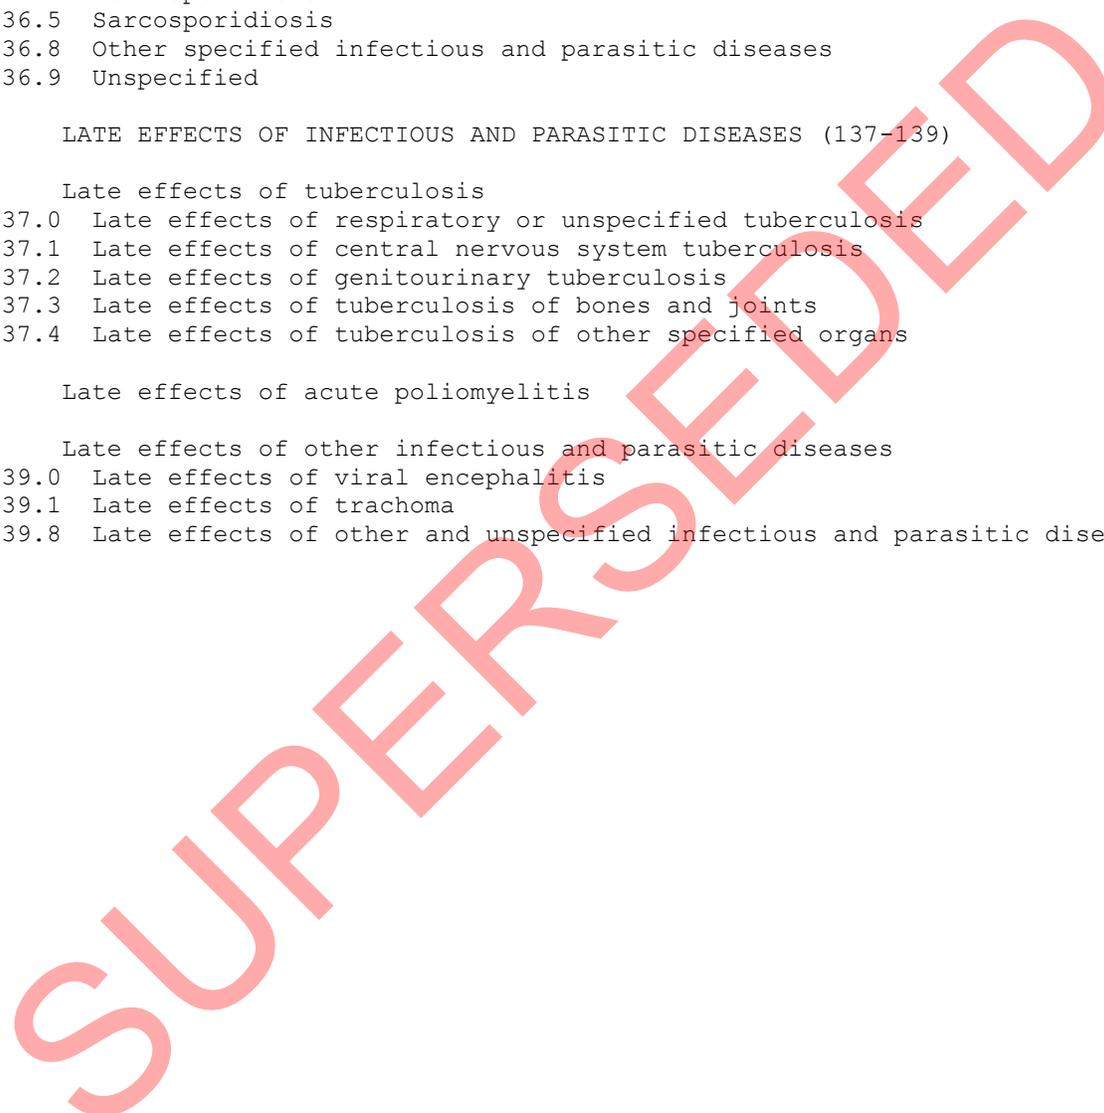 36.5 Sarcosporidiosis
36.8 Other specified infectious and parasitic diseases
36.9 Unspecified
LATE EFFECTS OF INFECTIOUS AND PARASITIC DISEASES (137-139)
Late effects of tuberculosis
37.0 Late effects of respiratory or unspecified tuberculosis
37.1 Late effects of central nervous system tuberculosis
37.2 Late effects of genitourinary tuberculosis
37.3 Late effects of tuberculosis of bones and joints
37.4 Late effects of tuberculosis of other specified organs
Late effects of acute poliomyelitis
Late effects of other infectious and parasitic diseases
39.0 Late effects of viral encephalitis
39.1 Late effects of trachoma
39.8 Late effects of other and unspecified infectious and parasitic dise
SUPERSEDED